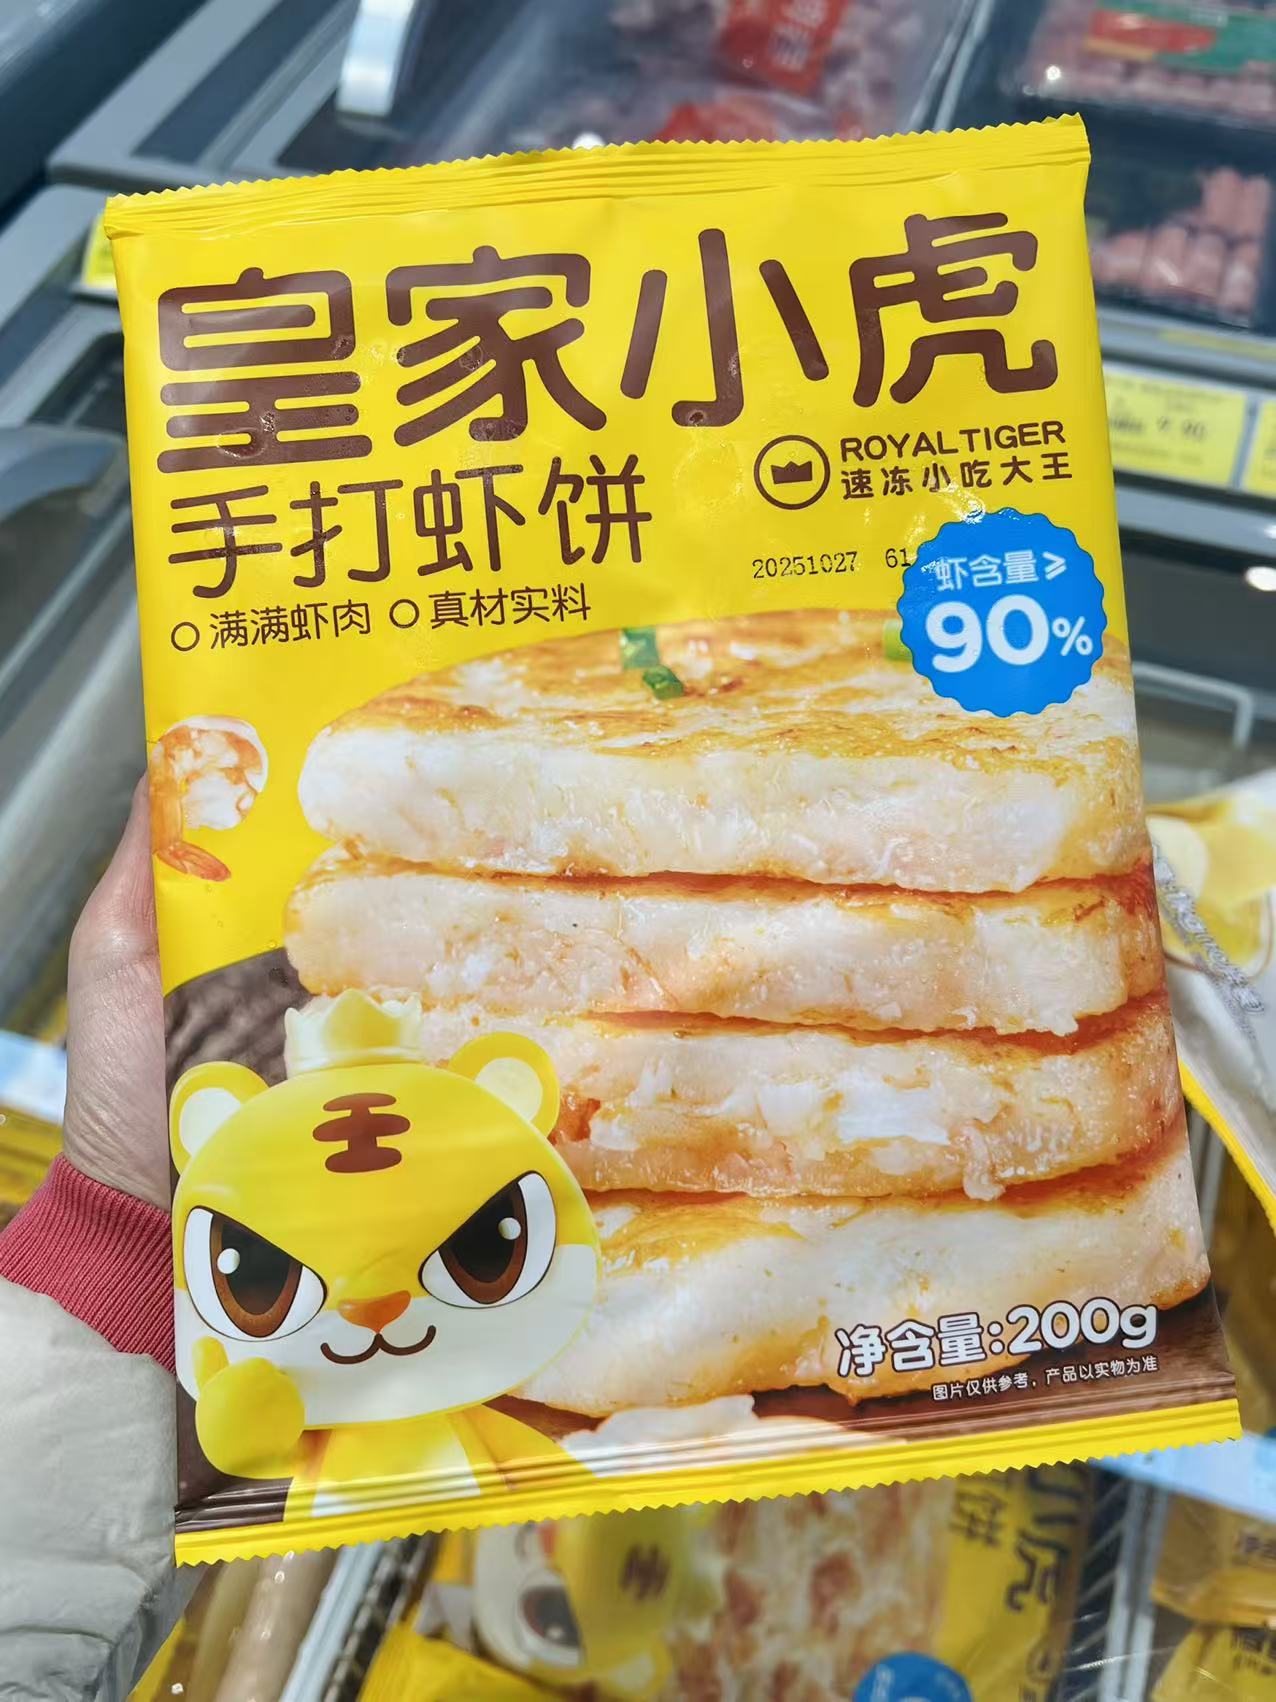 皇家小虎
ROYALTIGER
速冻小吃大王
手打虾饼
满满虾肉 真材实料
20251027 61
虾含量≥
90%
王
净含量:200g
图片仅供参考，产品以实物为准